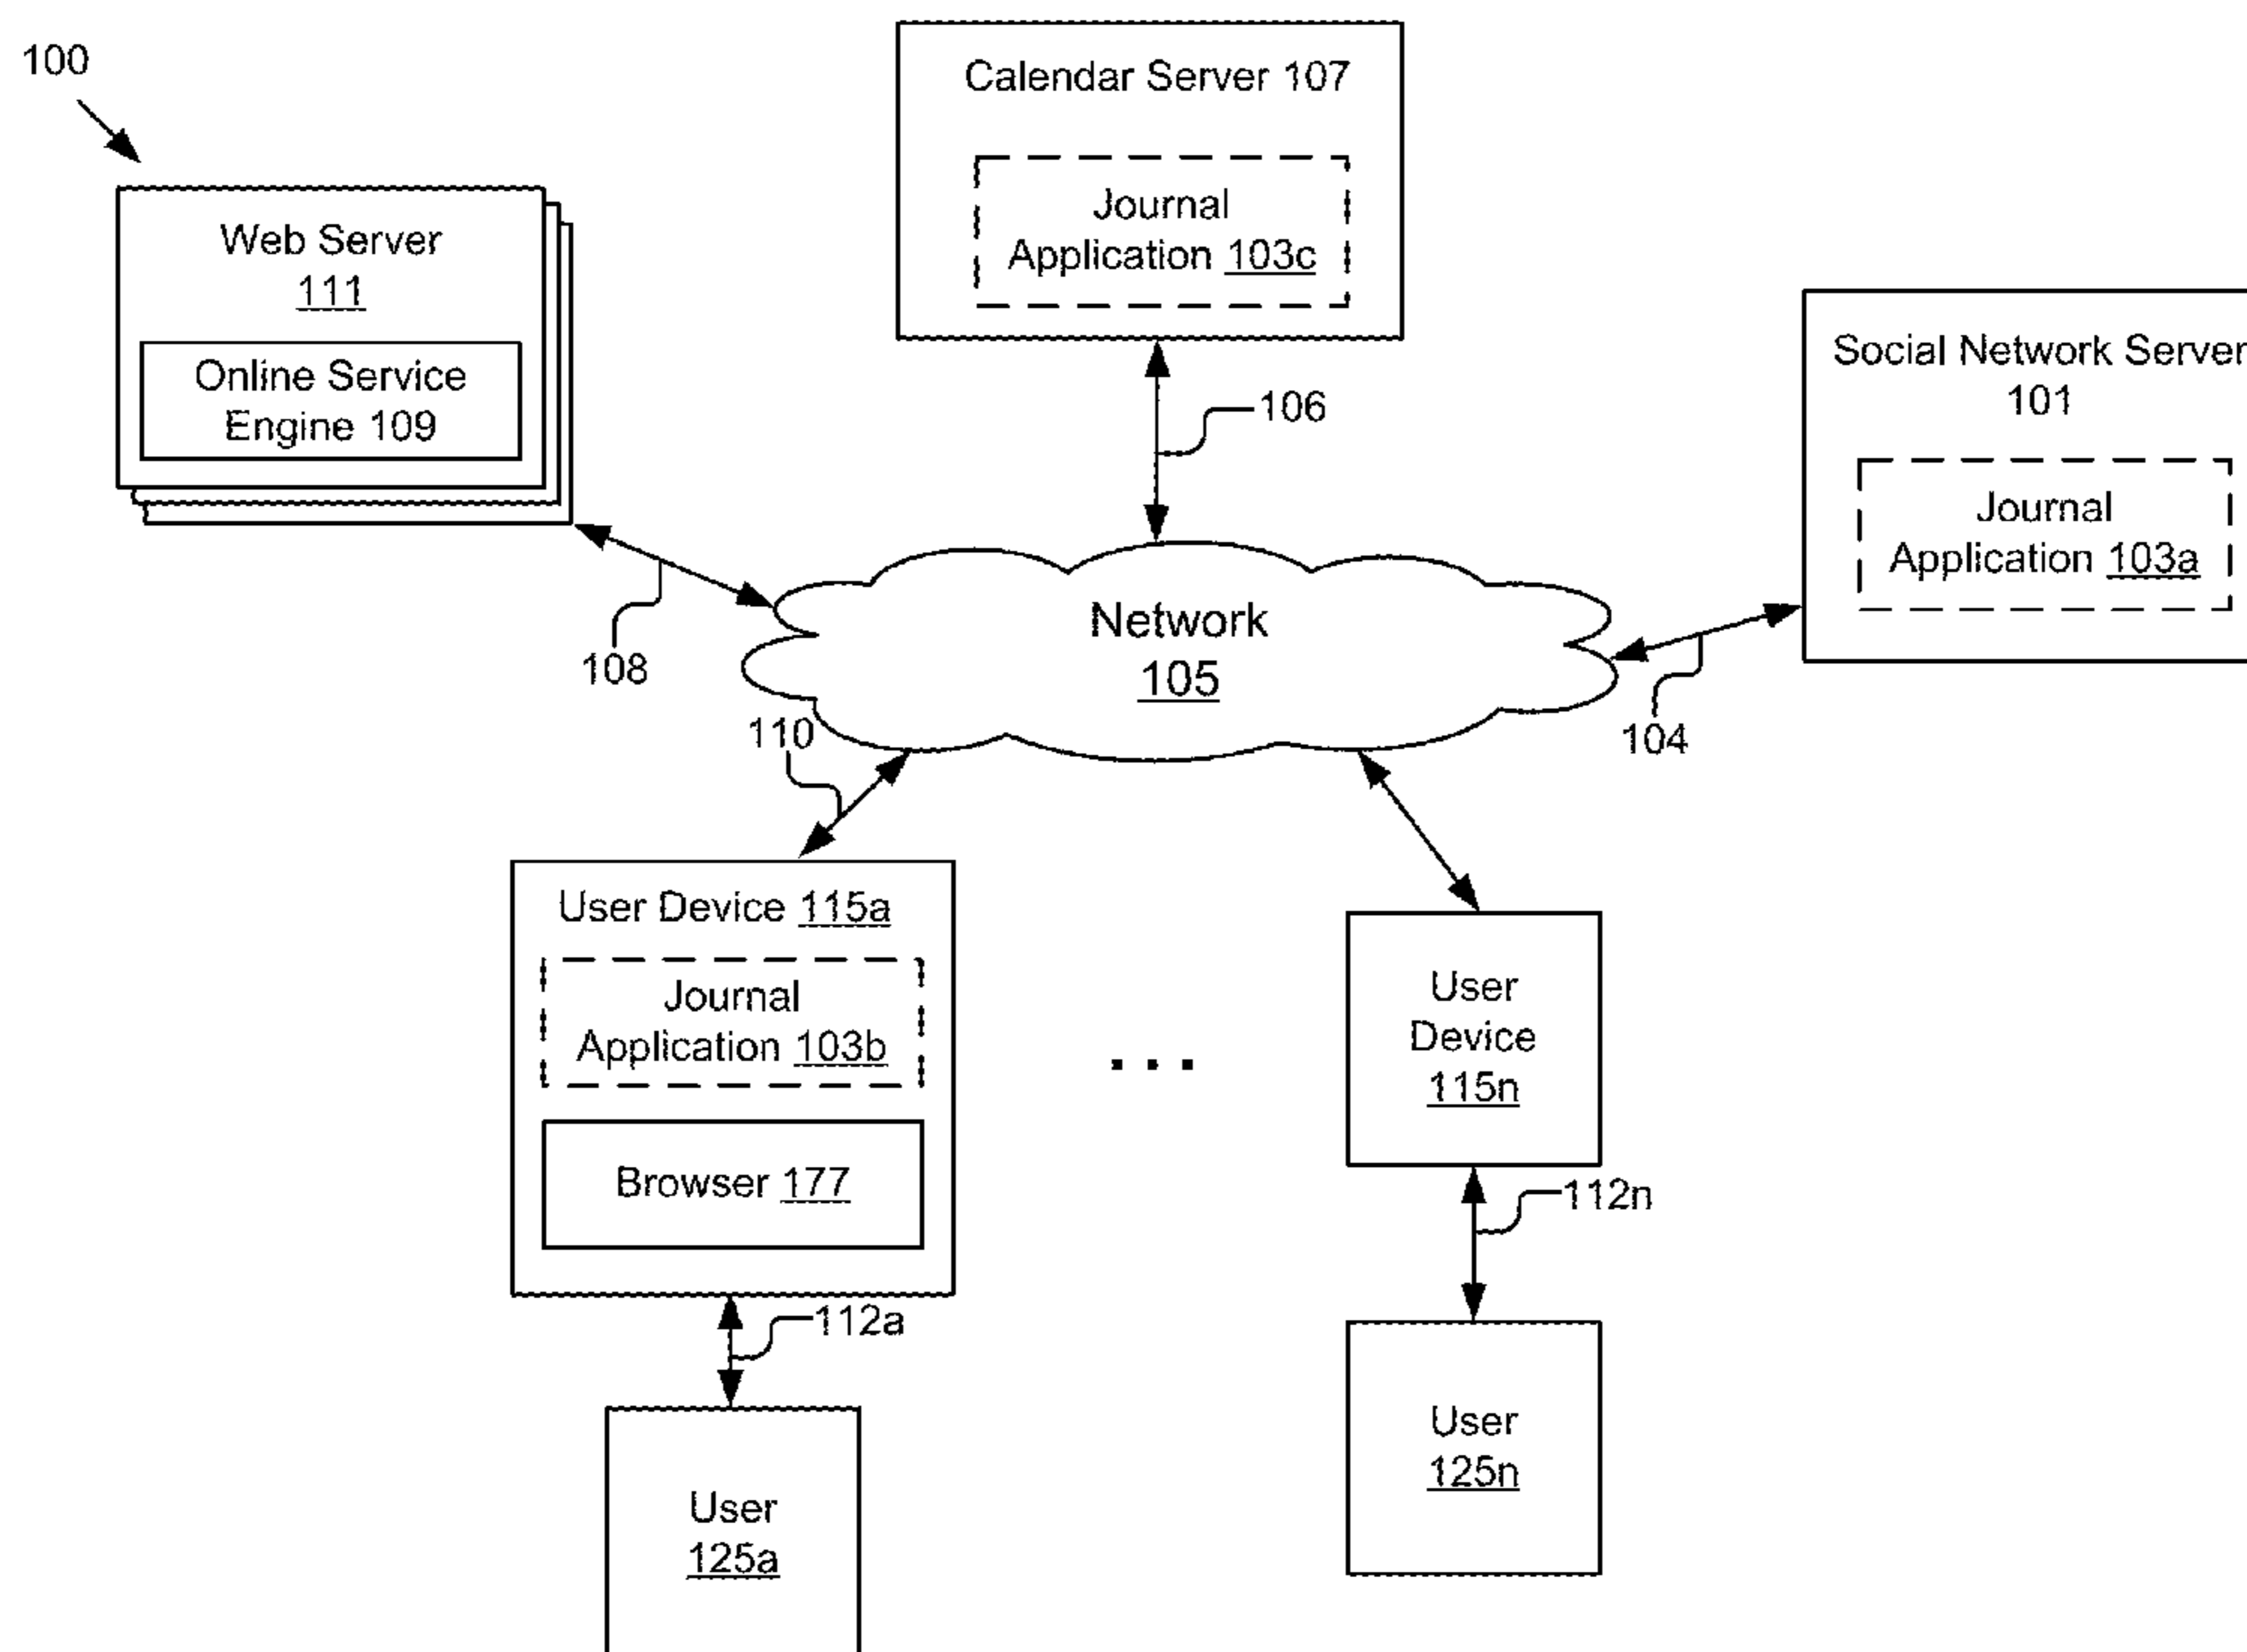 100
Calendar Server 107
Journal
Application 103c
Web Server
111
Online Service
Engine 109
Social Network Server
101
Journal
Application 103a
106
108
Network
105
104
110
User Device 115a
Journal
Application 103b
Browser 177
...
User
Device
115n
112n
112a
User
125n
User
125a